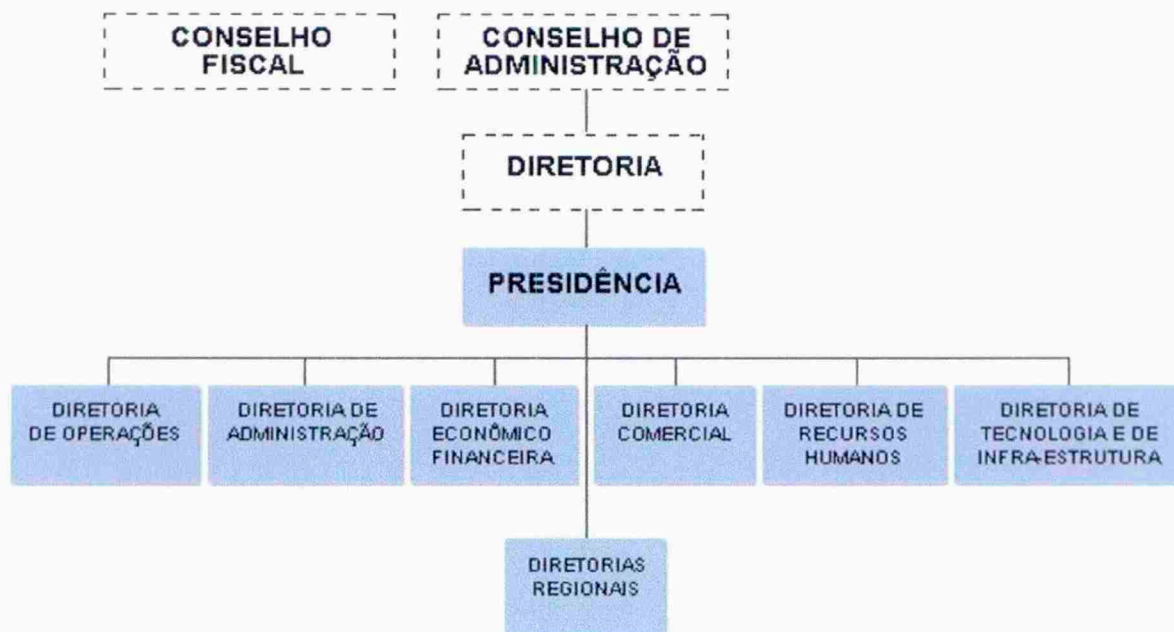 CONSELHO
FISCAL
CONSELHO DE
ADMINISTRAÇÃO
DIRETORIA
PRESIDÊNCIA
DIRETORIA
DE OPERAÇÕES
DIRETORIA DE
ADMINISTRAÇÃO
DIRETORIA
ECONÔMICO
FINANCEIRA
DIRETORIA
COMERCIAL
DIRETORIA DE
RECURSOS
HUMANOS
DIRETORIA DE
TECNOLOGIA E DE
INFRA-ESTRUTURA
DIRETORIAS
REGIONAIS